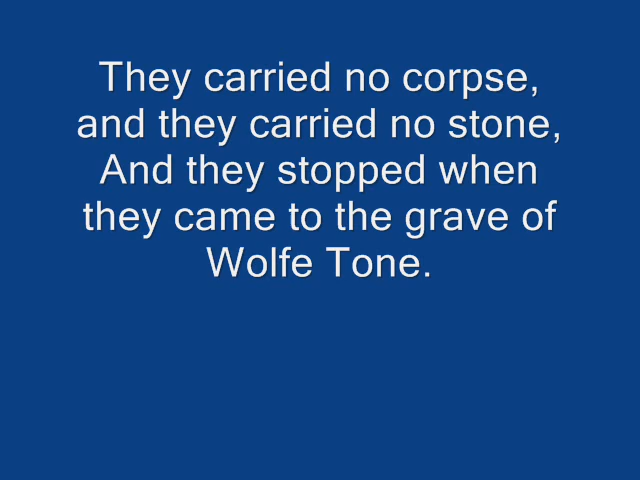 They carried no corpse,
and they carried no stone,
And they stopped when
they came to the grave of
Wolfe Tone.